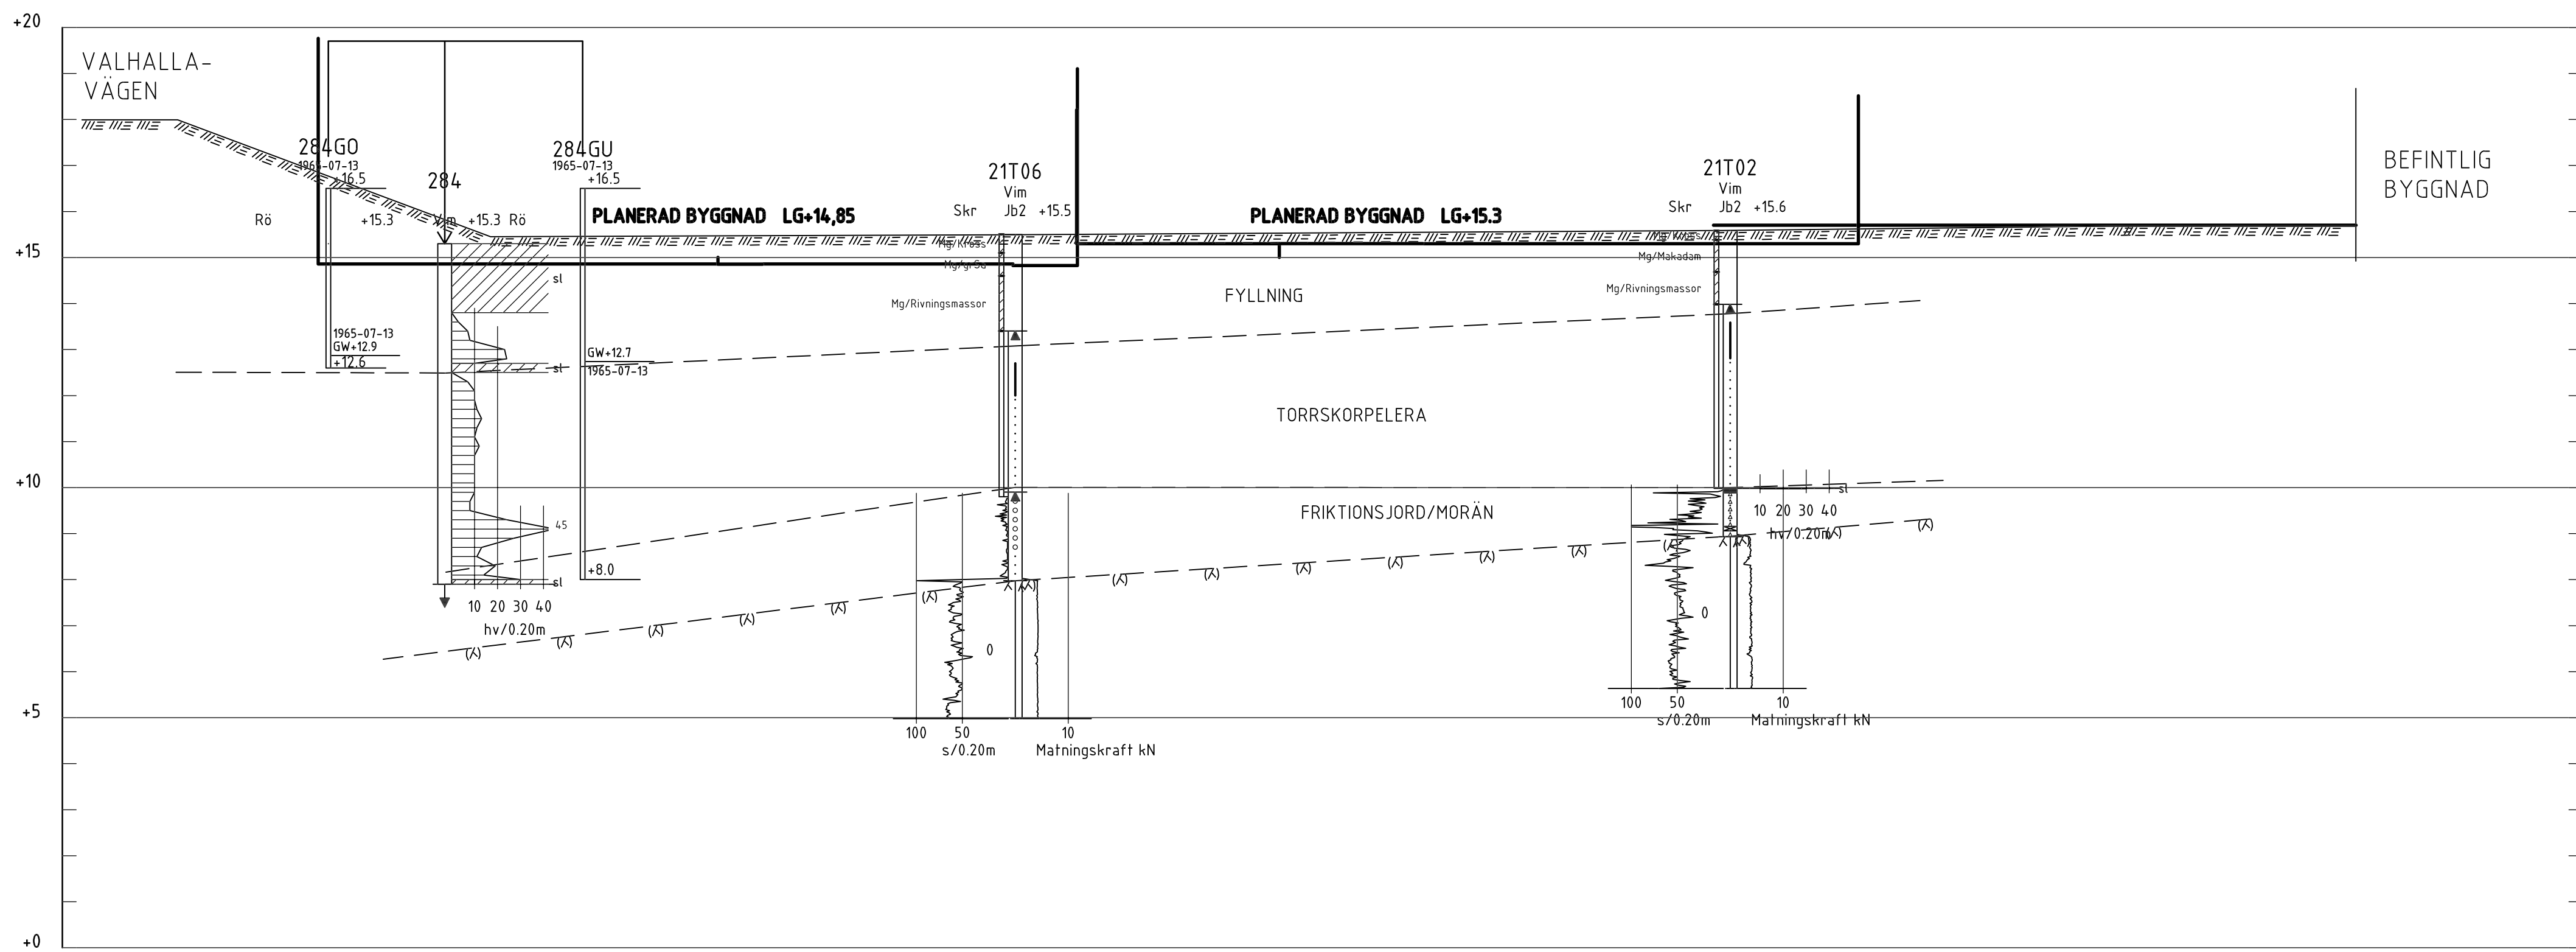 +20
VALHALLA-
VÄGEN
284GO
1965-07-13
+16.5
284
284GU
1965-07-13
+16.5
21T06
Vim
Skr Jb2 +15.5
21T02
Vim
Skr Jb2 +15.6
BEFINTLIG
BYGGNAD
Rö +15.3 Vim +15.3 Rö
PLANERAD BYGGNAD LG+14,85
PLANERAD BYGGNAD LG+15.3
Mg/Kross
Mg/grSa
Mg/Rivningsmassor
Mg/Kross
Mg/Makadam
Mg/Rivningsmassor
+15
sl
FYLLNING
1965-07-13
GW+12.9
+12.6
sl
GW+12.7
1965-07-13
TORRSKORPELERA
+10
FRIKTIONSJORD/MORÄN
sl
10 20 30 40
hv/0.20m
45
+8.0
sl
10 20 30 40
hv/0.20m
0
0
+5
100 50 10
s/0.20m Matningskraft kN
100 50 10
s/0.20m Matningskraft kN
+0